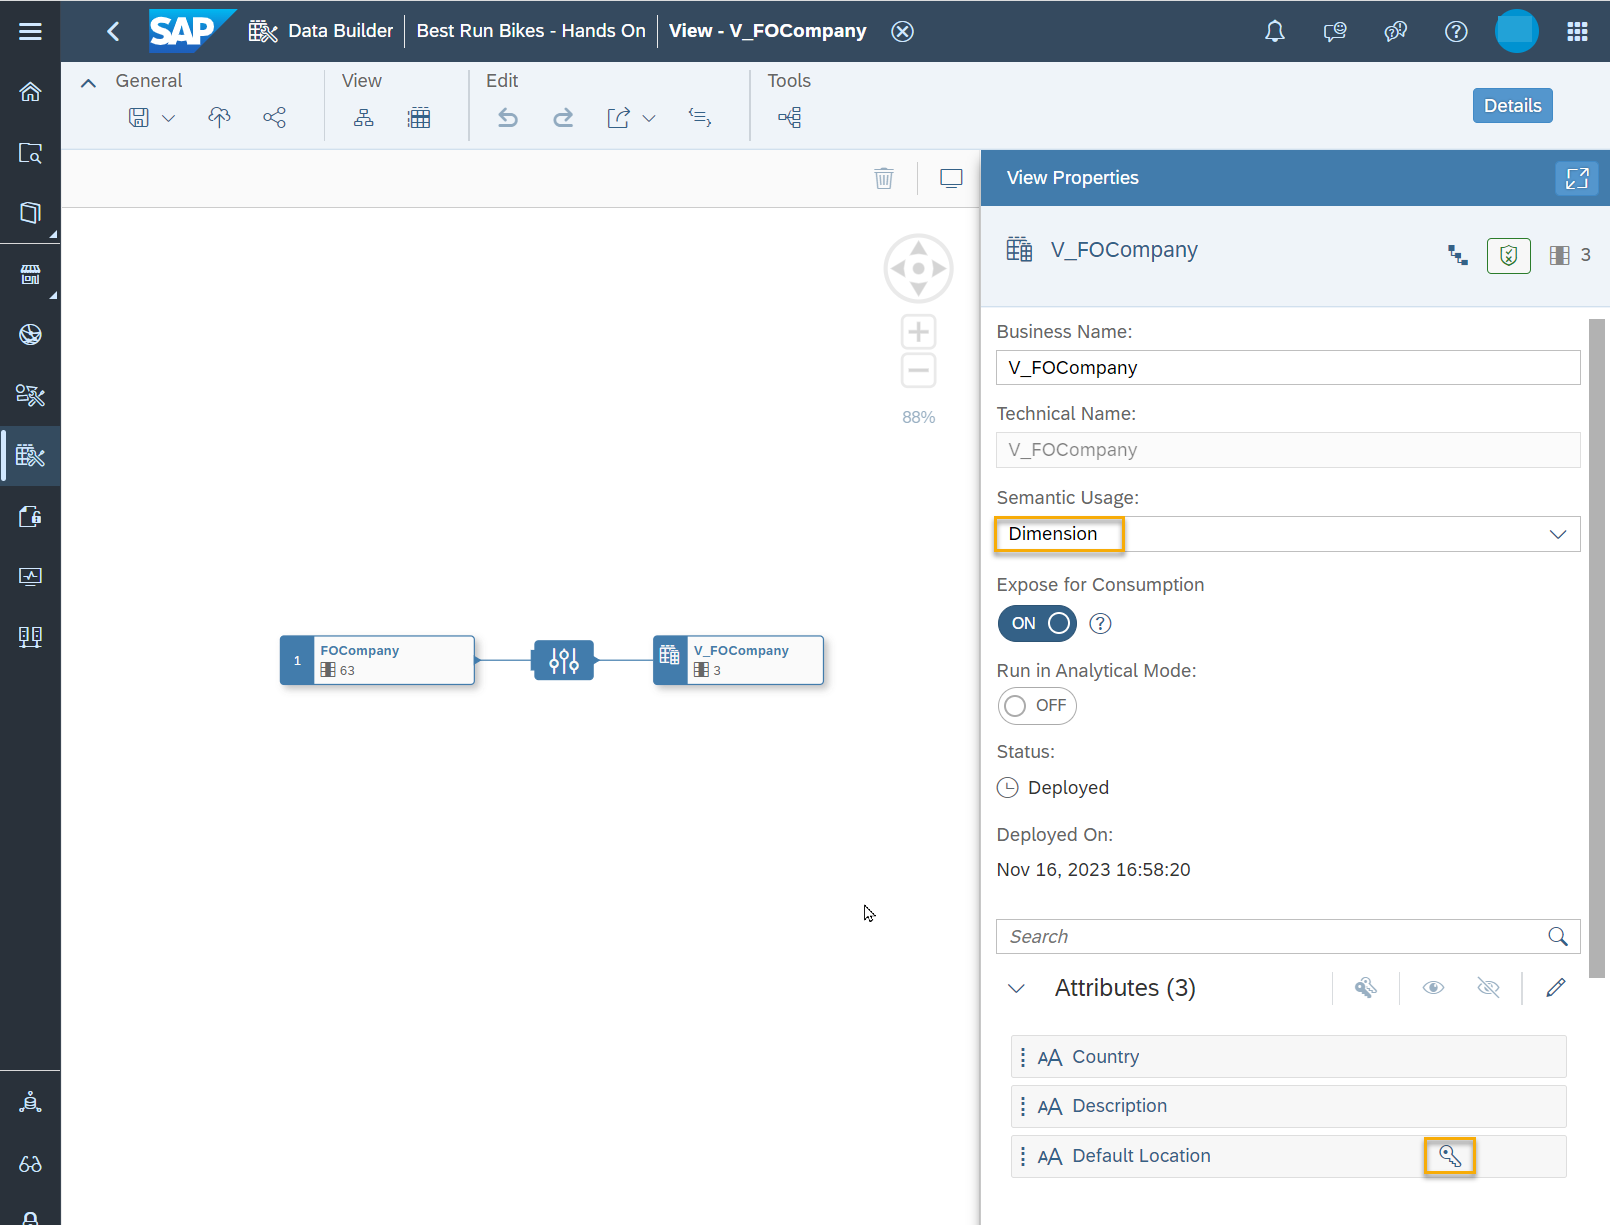 SAP Data Builder Best Run Bikes - Hands On View - V_FOCompany
General View Edit Tools
Details
View Properties
V_FOCompany 3
Business Name:
V_FOCompany
Technical Name:
V_FOCompany
Semantic Usage:
Dimension
Expose for Consumption
ON
Run in Analytical Mode:
OFF
Status:
Deployed
Deployed On:
Nov 16, 2023 16:58:20
Search
Attributes (3)
AA Country
AA Description
AA Default Location
88%
1 FOCompany
63
V_FOCompany
3